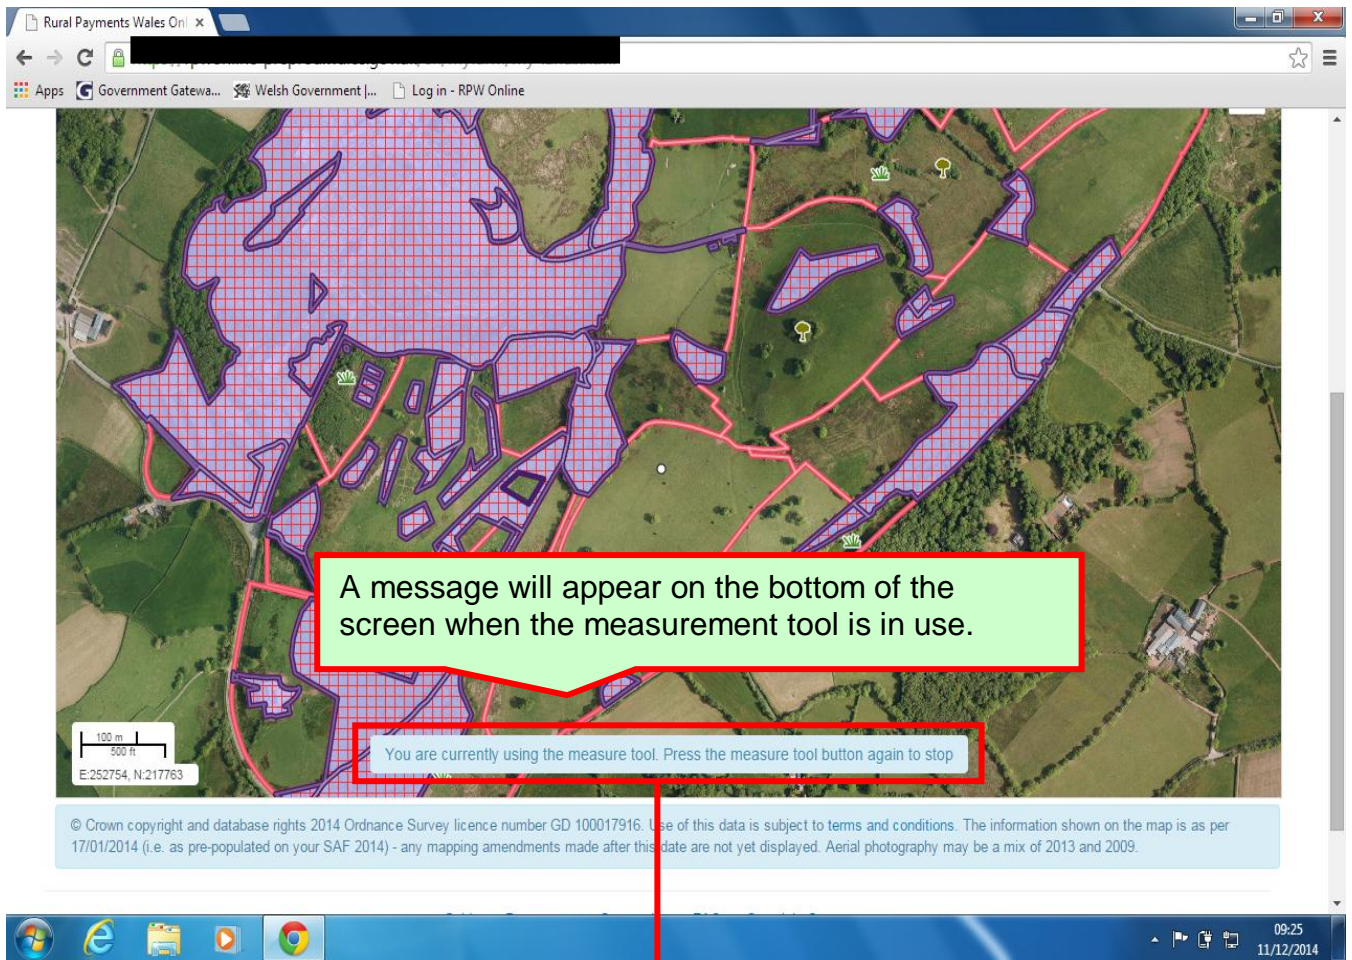 Rural Payments Wales Onl
Apps Government Gatewa... Welsh Government |... Log in - RPW Online
A message will appear on the bottom of the
screen when the measurement tool is in use.
100 m
500 ft
E:252754, N:217763
You are currently using the measure tool. Press the measure tool button again to stop
© Crown copyright and database rights 2014 Ordnance Survey licence number GD 100017916. Use of this data is subject to terms and conditions. The information shown on the map is as per
17/01/2014 (i.e. as pre-populated on your SAF 2014) - any mapping amendments made after this date are not yet displayed. Aerial photography may be a mix of 2013 and 2009.
09:25
11/12/2014